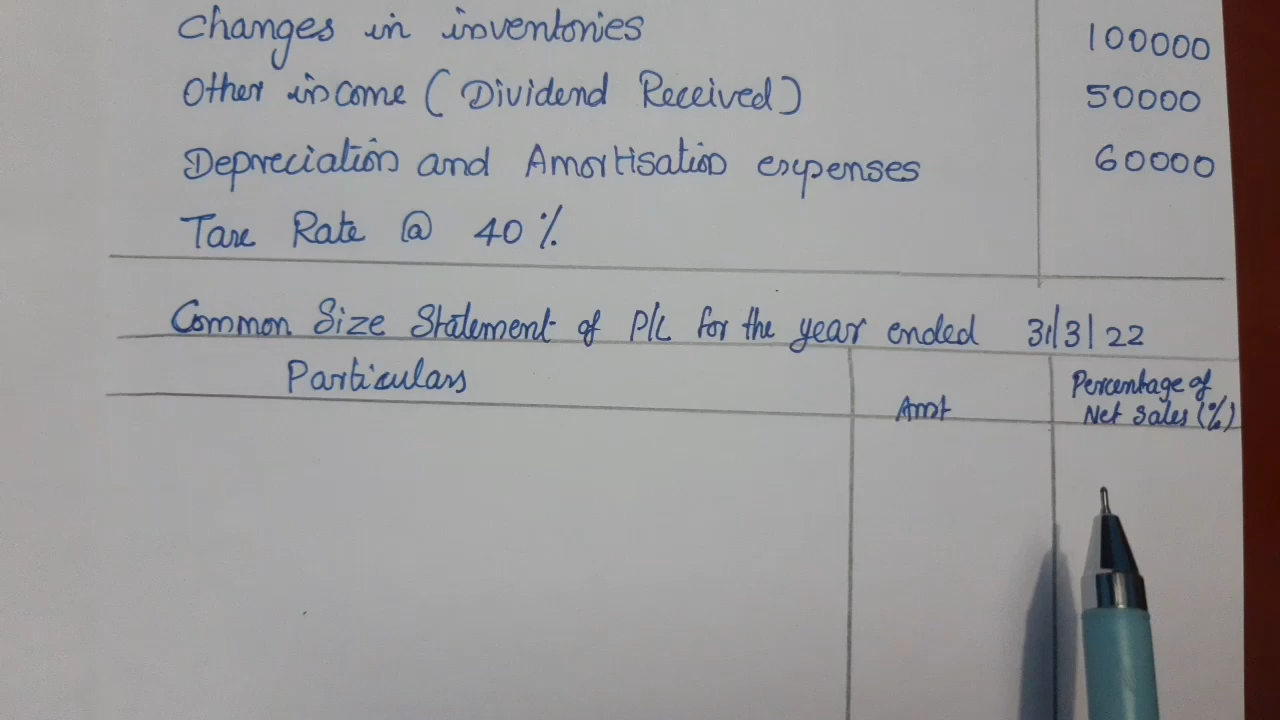 Changes in inventories 100000
Other income (Dividend Received) 50000
Depreciation and Amortisation expenses 60000
Tax Rate @ 40%
Common Size Statement of P/L for the year ended 31/3/22
Particulars Amt Percentage of Net Sales (%)